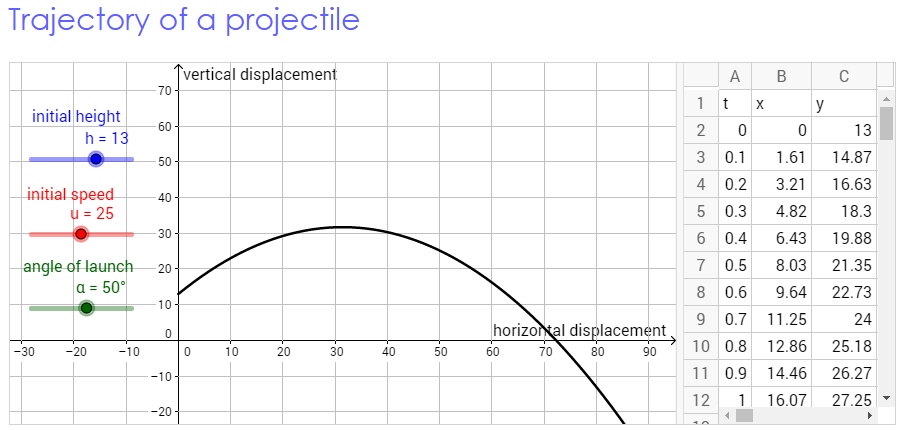 Trajectory of a projectile
vertical displacement
initial height
h = 13
initial speed
u = 25
angle of launch
α = 50°
horizontal displacement
70
60
50
40
30
20
10
0
−10
−20
−30 −20 −10 0 10 20 30 40 50 60 70 80 90
A B C
1 t x y
2 0 0 13
3 0.1 1.61 14.87
4 0.2 3.21 16.63
5 0.3 4.82 18.3
6 0.4 6.43 19.88
7 0.5 8.03 21.35
8 0.6 9.64 22.73
9 0.7 11.25 24
10 0.8 12.86 25.18
11 0.9 14.46 26.27
12 1 16.07 27.25